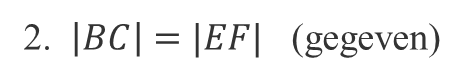 2. |BC| = |EF| (gegeven)